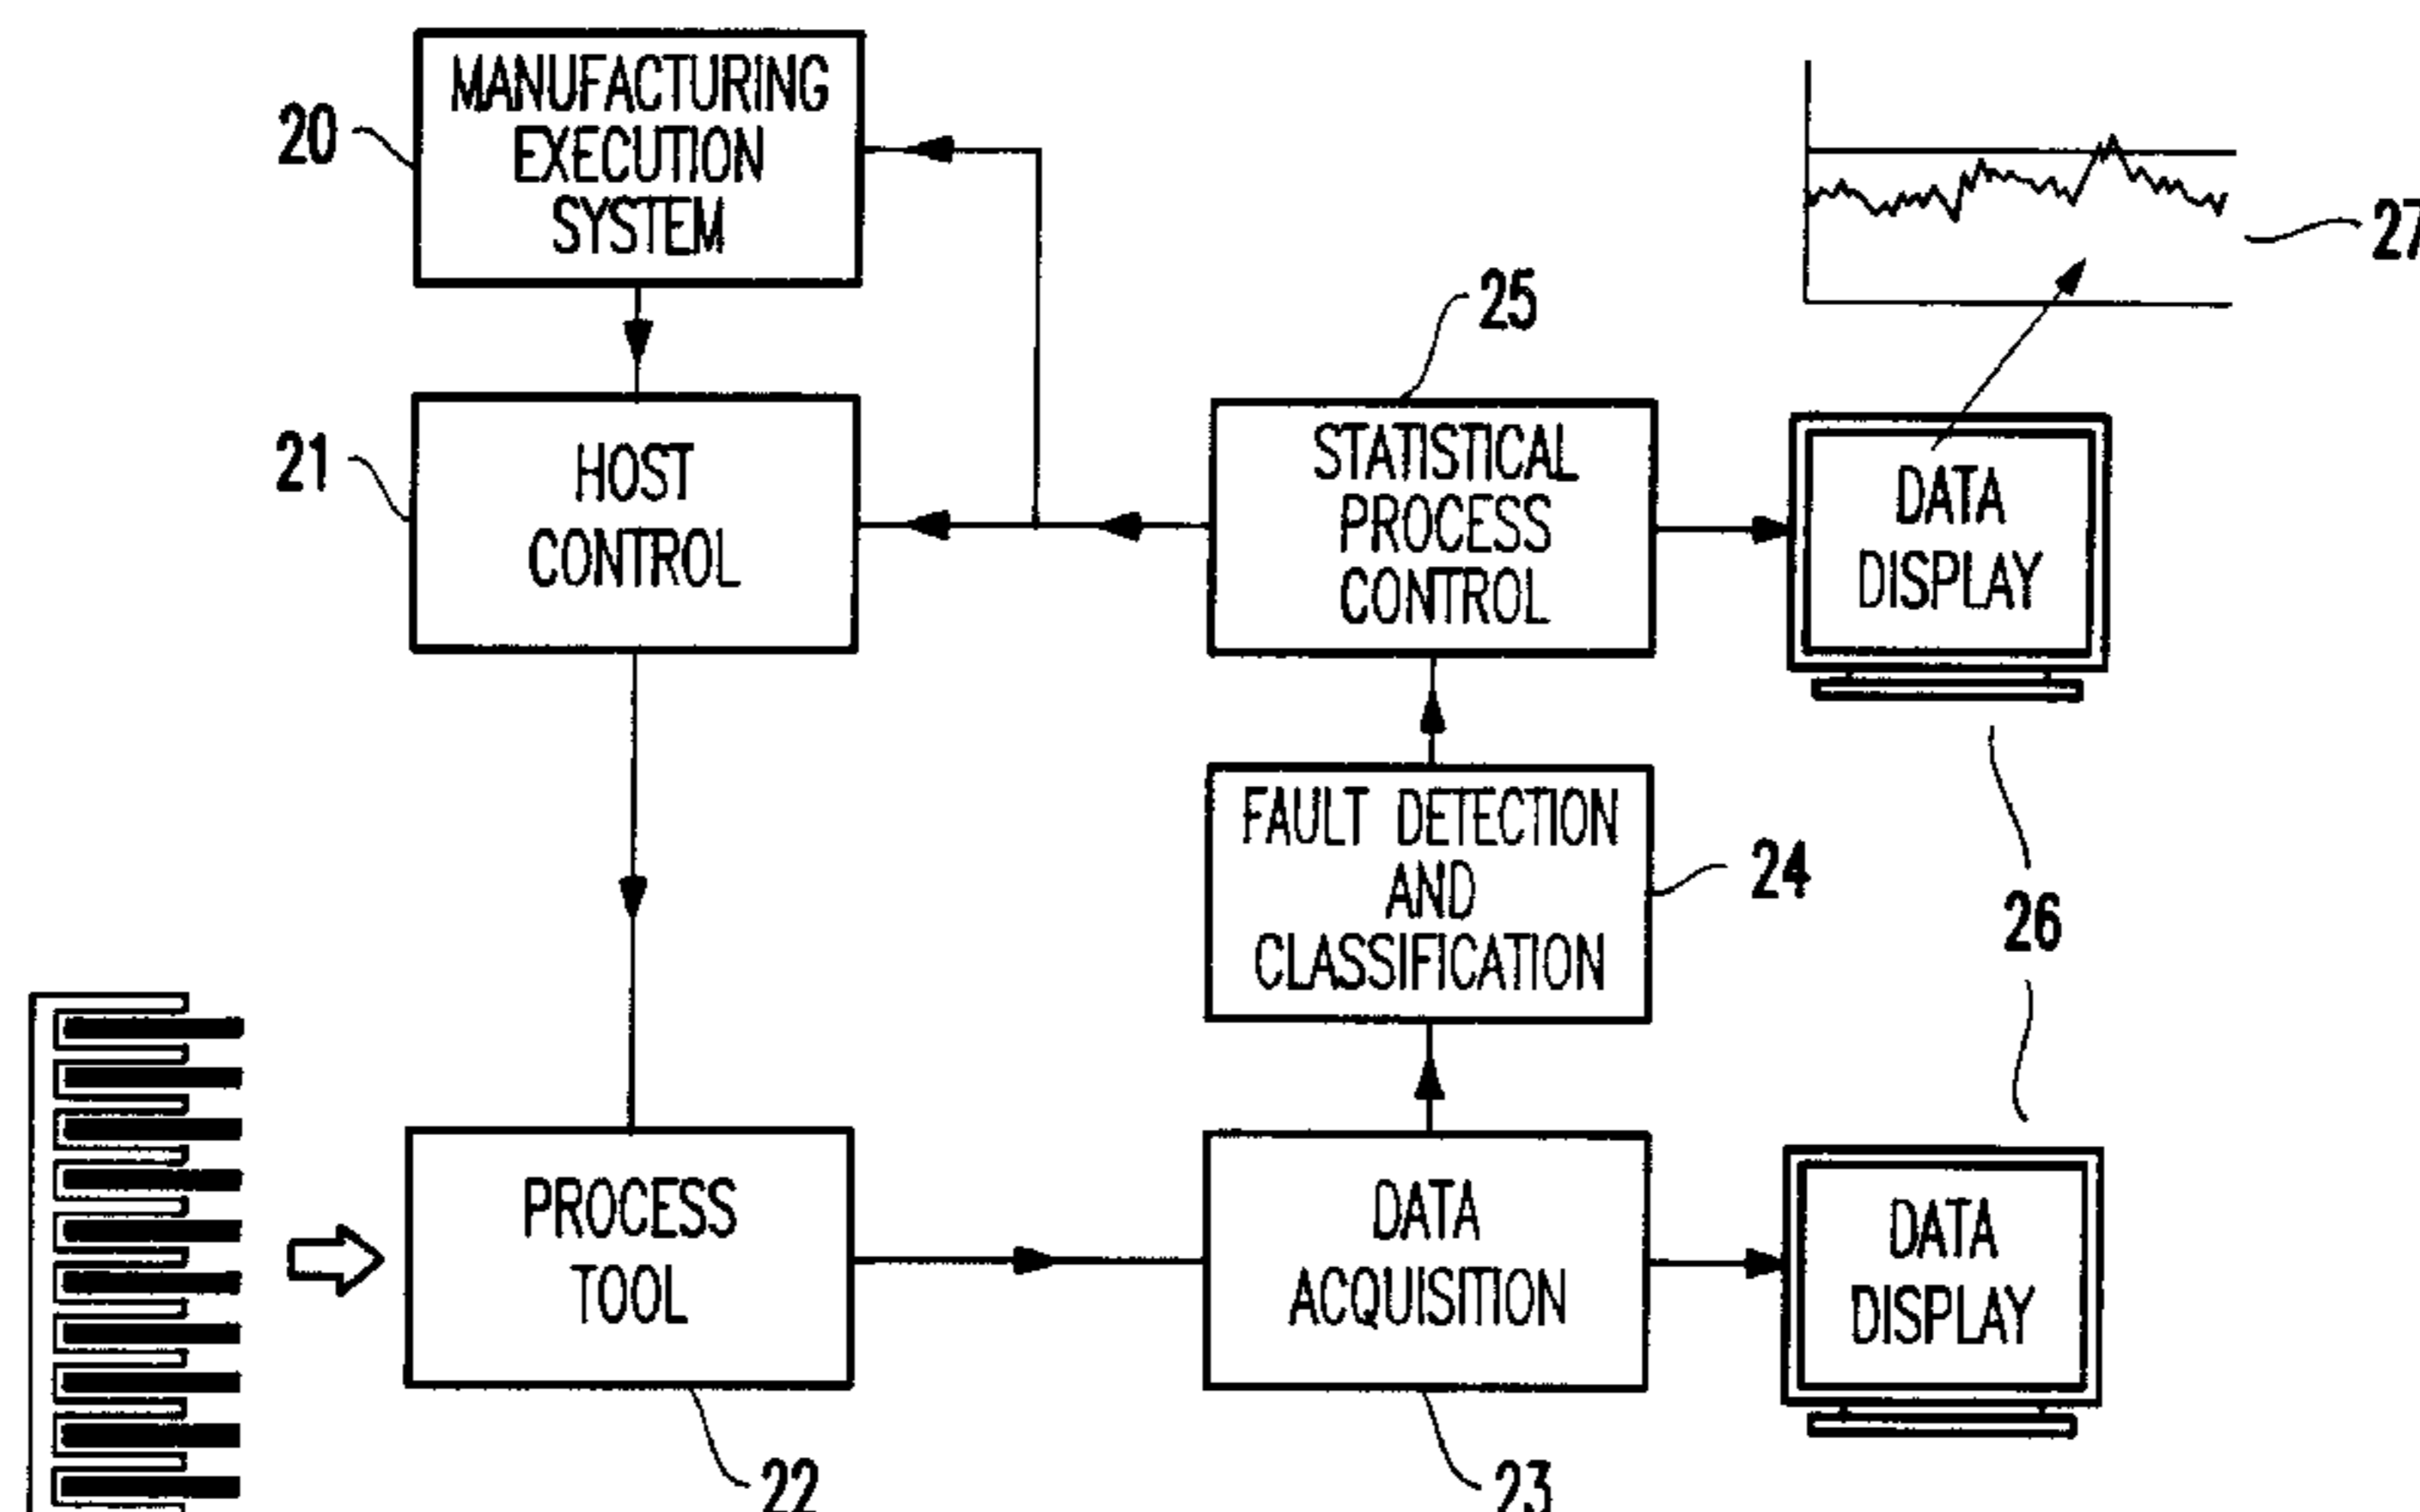 MANUFACTURING
EXECUTION
SYSTEM
20
27
25
HOST
CONTROL
21
STATISTICAL
PROCESS
CONTROL
DATA
DISPLAY
FAULT DETECTION
AND
CLASSIFICATION
24
26
PROCESS
TOOL
DATA
ACQUISITION
DATA
DISPLAY
22
23